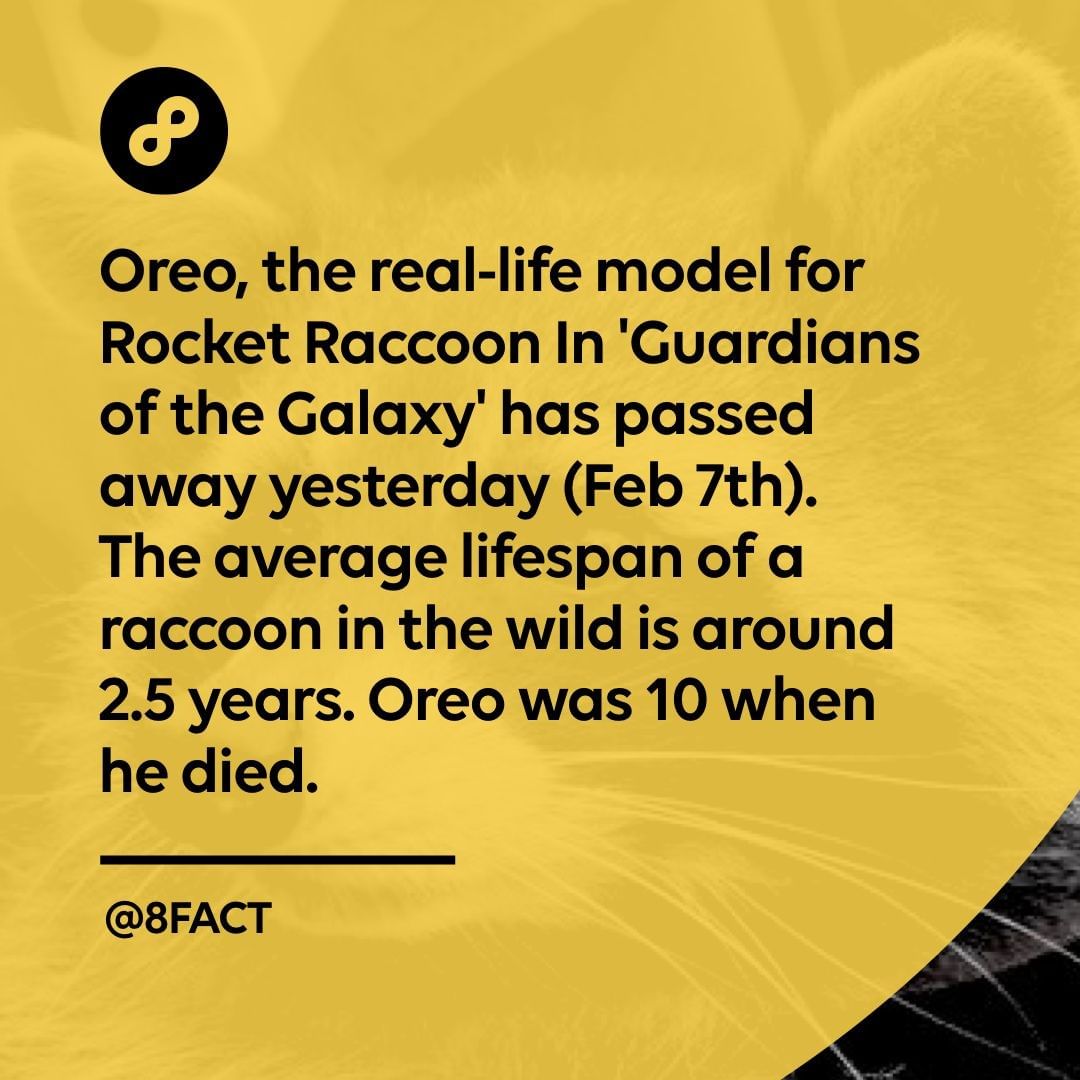 Oreo, the real-life model for
Rocket Raccoon In 'Guardians
of the Galaxy' has passed
away yesterday (Feb 7th).
The average lifespan of a
raccoon in the wild is around
2.5 years. Oreo was 10 when
he died.
@8FACT